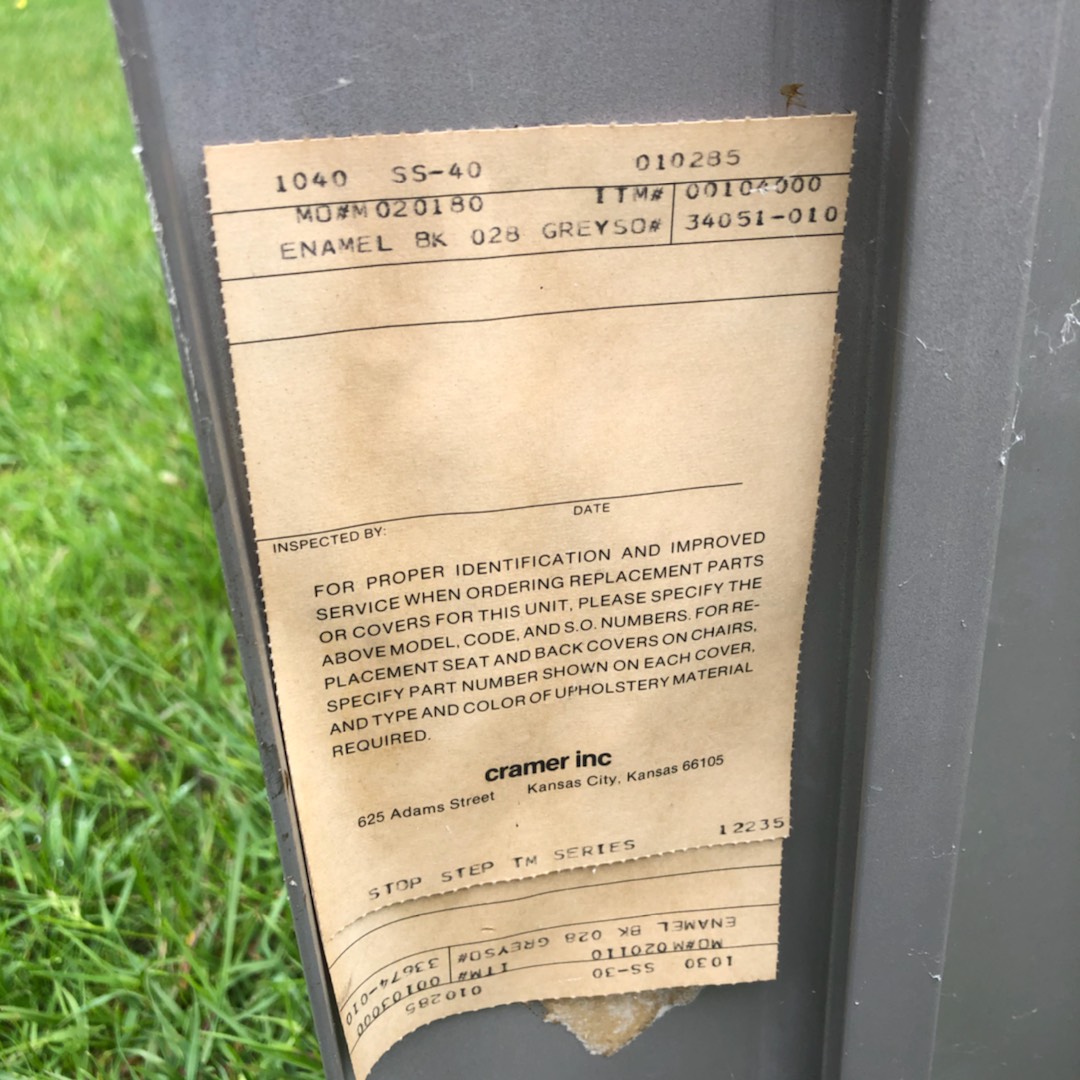 1040 SS-40 010285
MO#M020180 ITM# 00104000
ENAMEL BK 028 GREYSO# 34051-010
INSPECTED BY: DATE
FOR PROPER IDENTIFICATION AND IMPROVED
SERVICE WHEN ORDERING REPLACEMENT PARTS
OR COVERS FOR THIS UNIT, PLEASE SPECIFY THE
ABOVE MODEL, CODE, AND S.O. NUMBERS. FOR RE-
PLACEMENT SEAT AND BACK COVERS ON CHAIRS,
SPECIFY PART NUMBER SHOWN ON EACH COVER,
AND TYPE AND COLOR OF UPHOLSTERY MATERIAL
REQUIRED.
cramer inc
625 Adams Street Kansas City, Kansas 66105
STOP STEP TM SERIES 12235
1030 SS-30 010285
MO#M020110 ITM# 00103000
ENAMEL BK 028 GREYSO# 33674-010